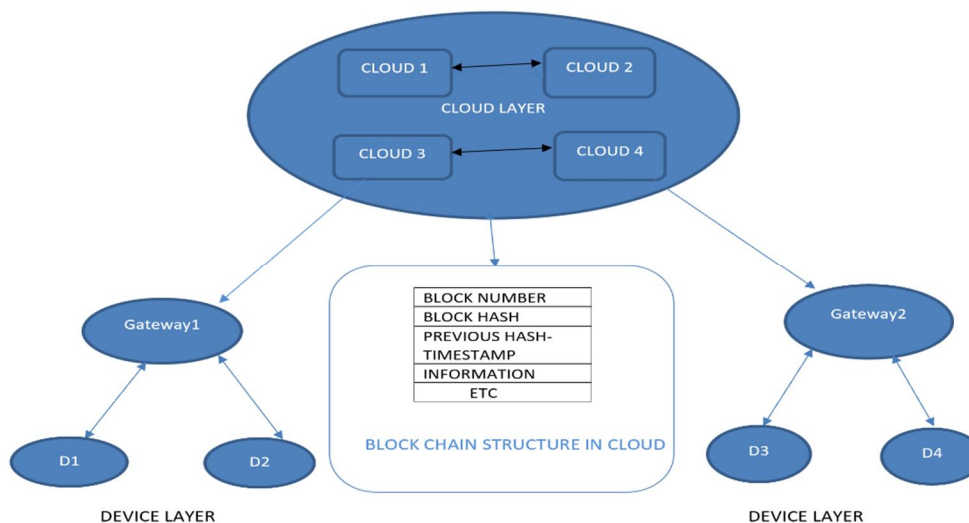 CLOUD 1
CLOUD 2
CLOUD LAYER
CLOUD 3
CLOUD 4
Gateway1
BLOCK NUMBER
BLOCK HASH
PREVIOUS HASH-
TIMESTAMP
INFORMATION
ETC
BLOCK CHAIN STRUCTURE IN CLOUD
Gateway2
D1
D2
D3
D4
DEVICE LAYER
DEVICE LAYER